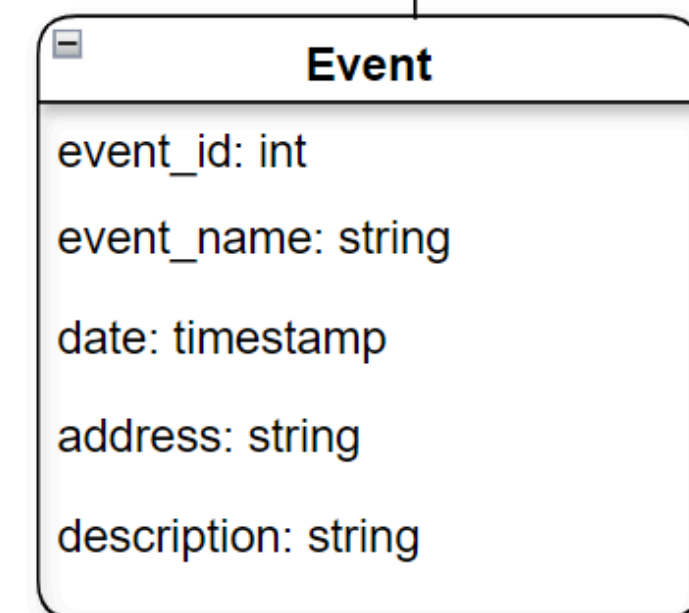 Event
event_id: int
event_name: string
date: timestamp
address: string
description: string